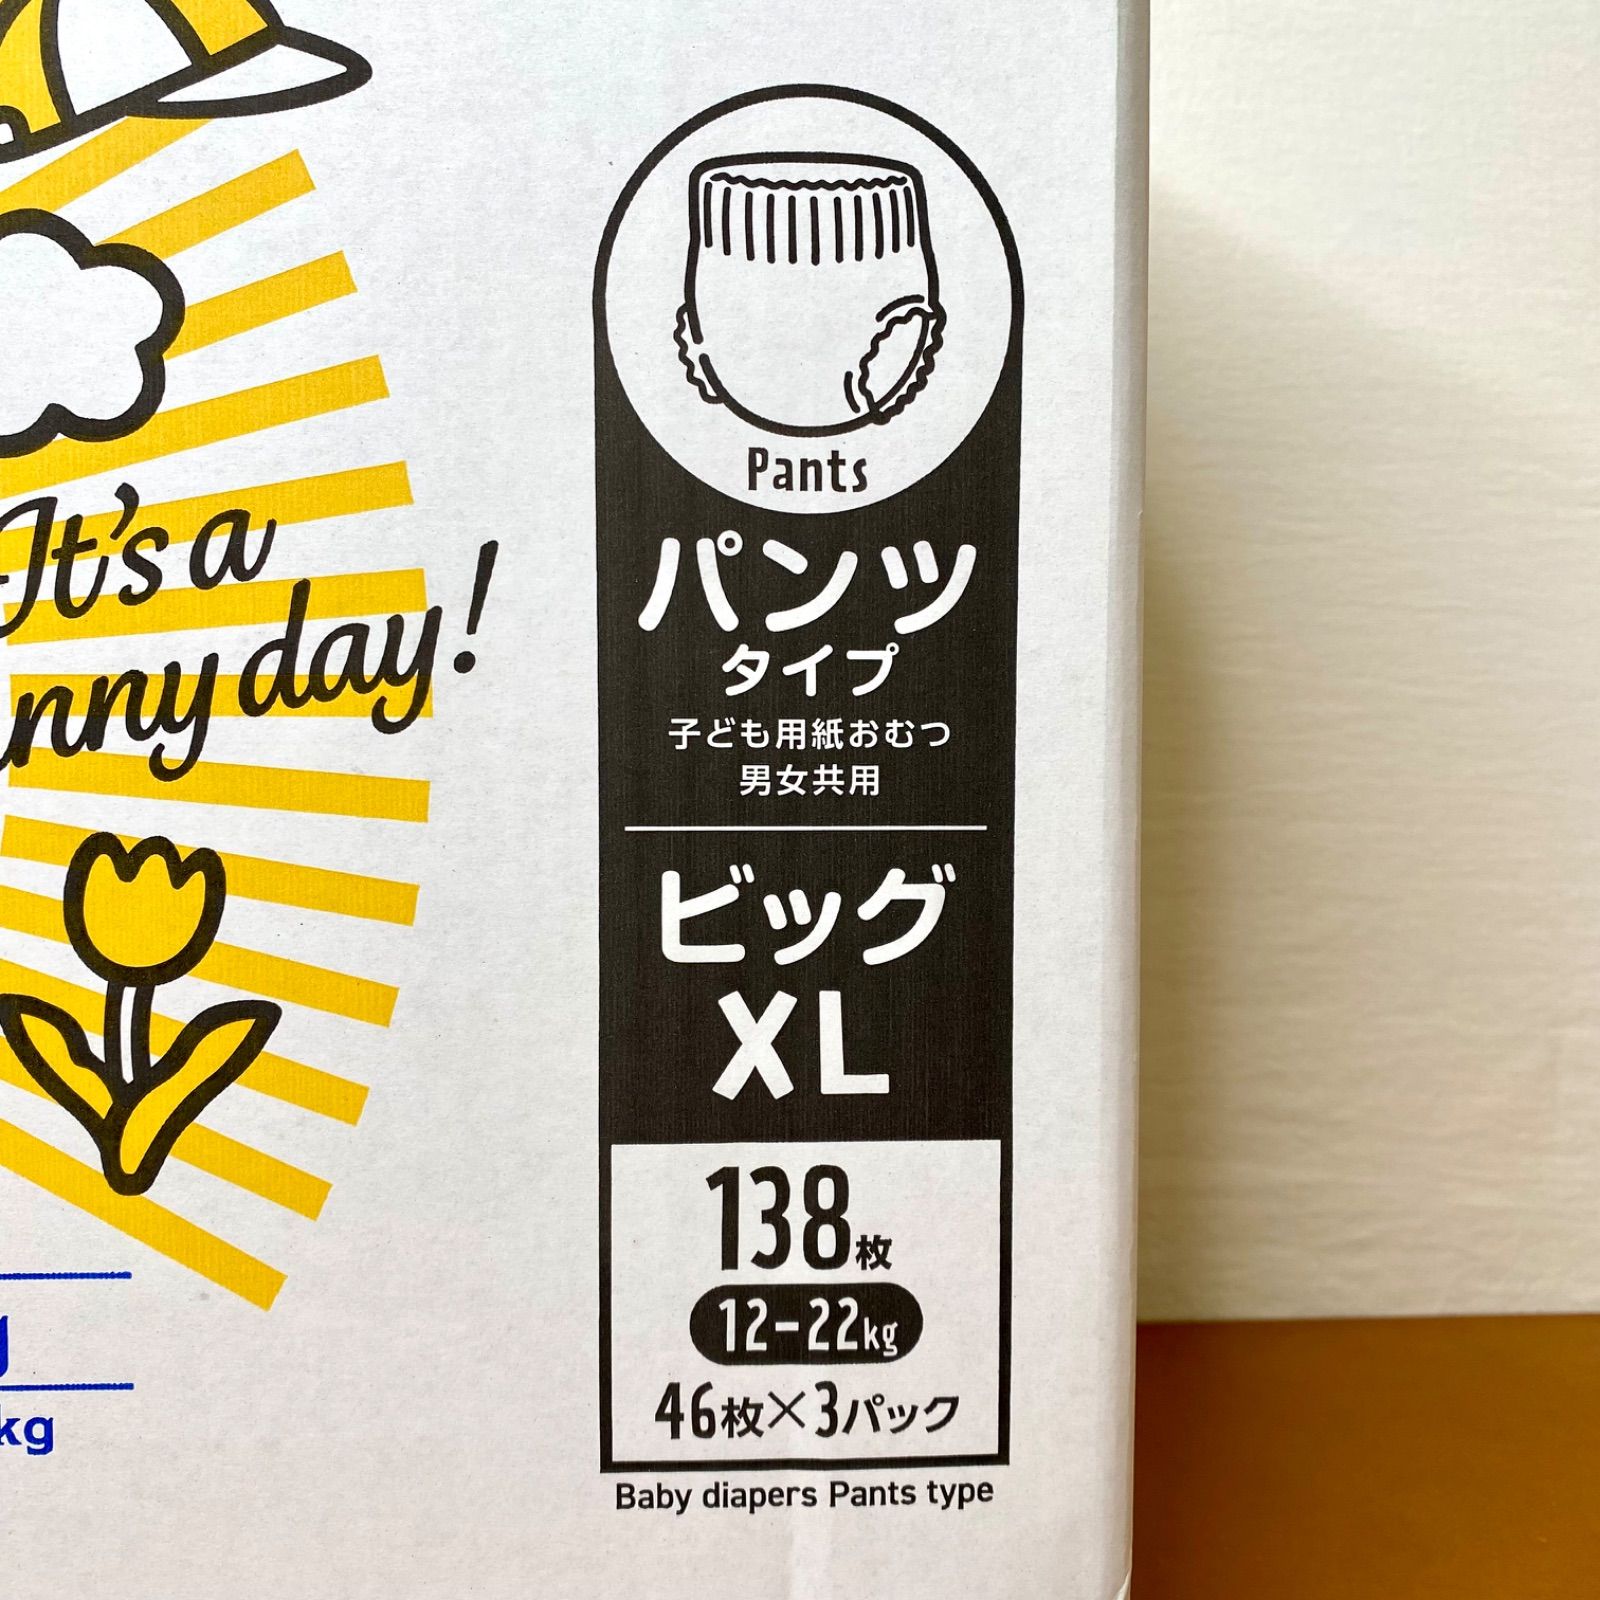 It's a
nny day!
Pants
パンツ
タイプ
子ども用紙おむつ
男女共用
ビッグ
XL
138枚
12-22kg
46枚×3パック
Baby diapers Pants type
kg